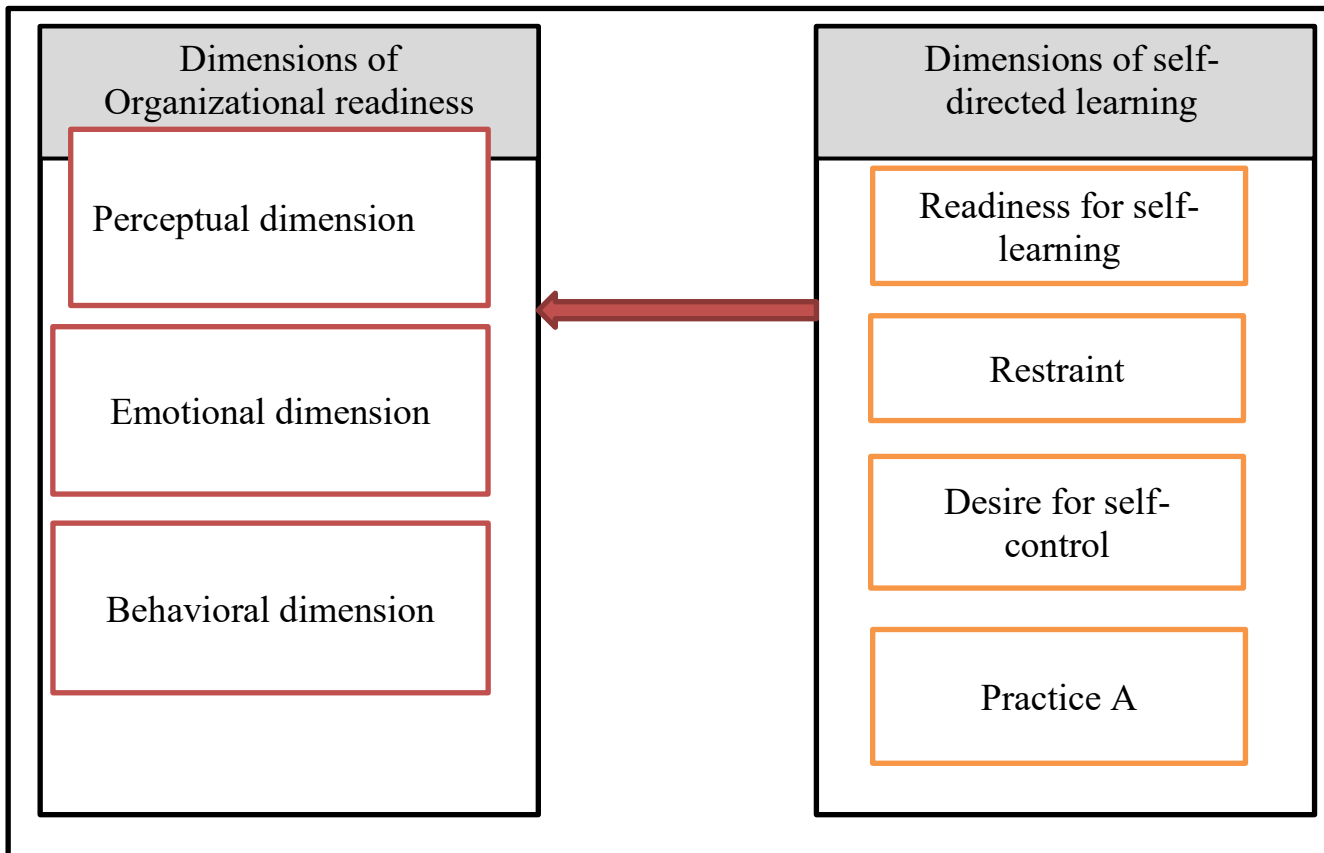 Dimensions of
Organizational readiness
Perceptual dimension
Emotional dimension
Behavioral dimension
Dimensions of self-
directed learning
Readiness for self-
learning
Restraint
Desire for self-
control
Practice A